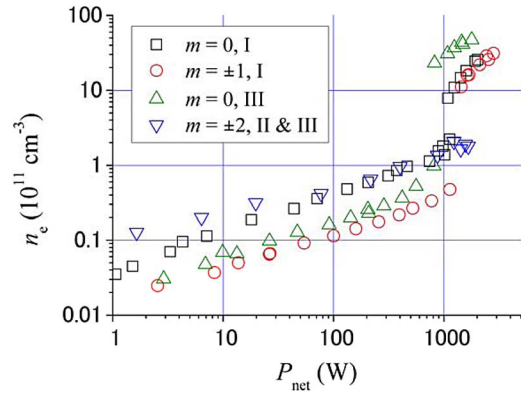 100
10
1
0.1
0.01
n_e (10^11 cm^-3)
m = 0, I
m = ±1, I
m = 0, III
m = ±2, II & III
1 10 100 1000
P_net (W)